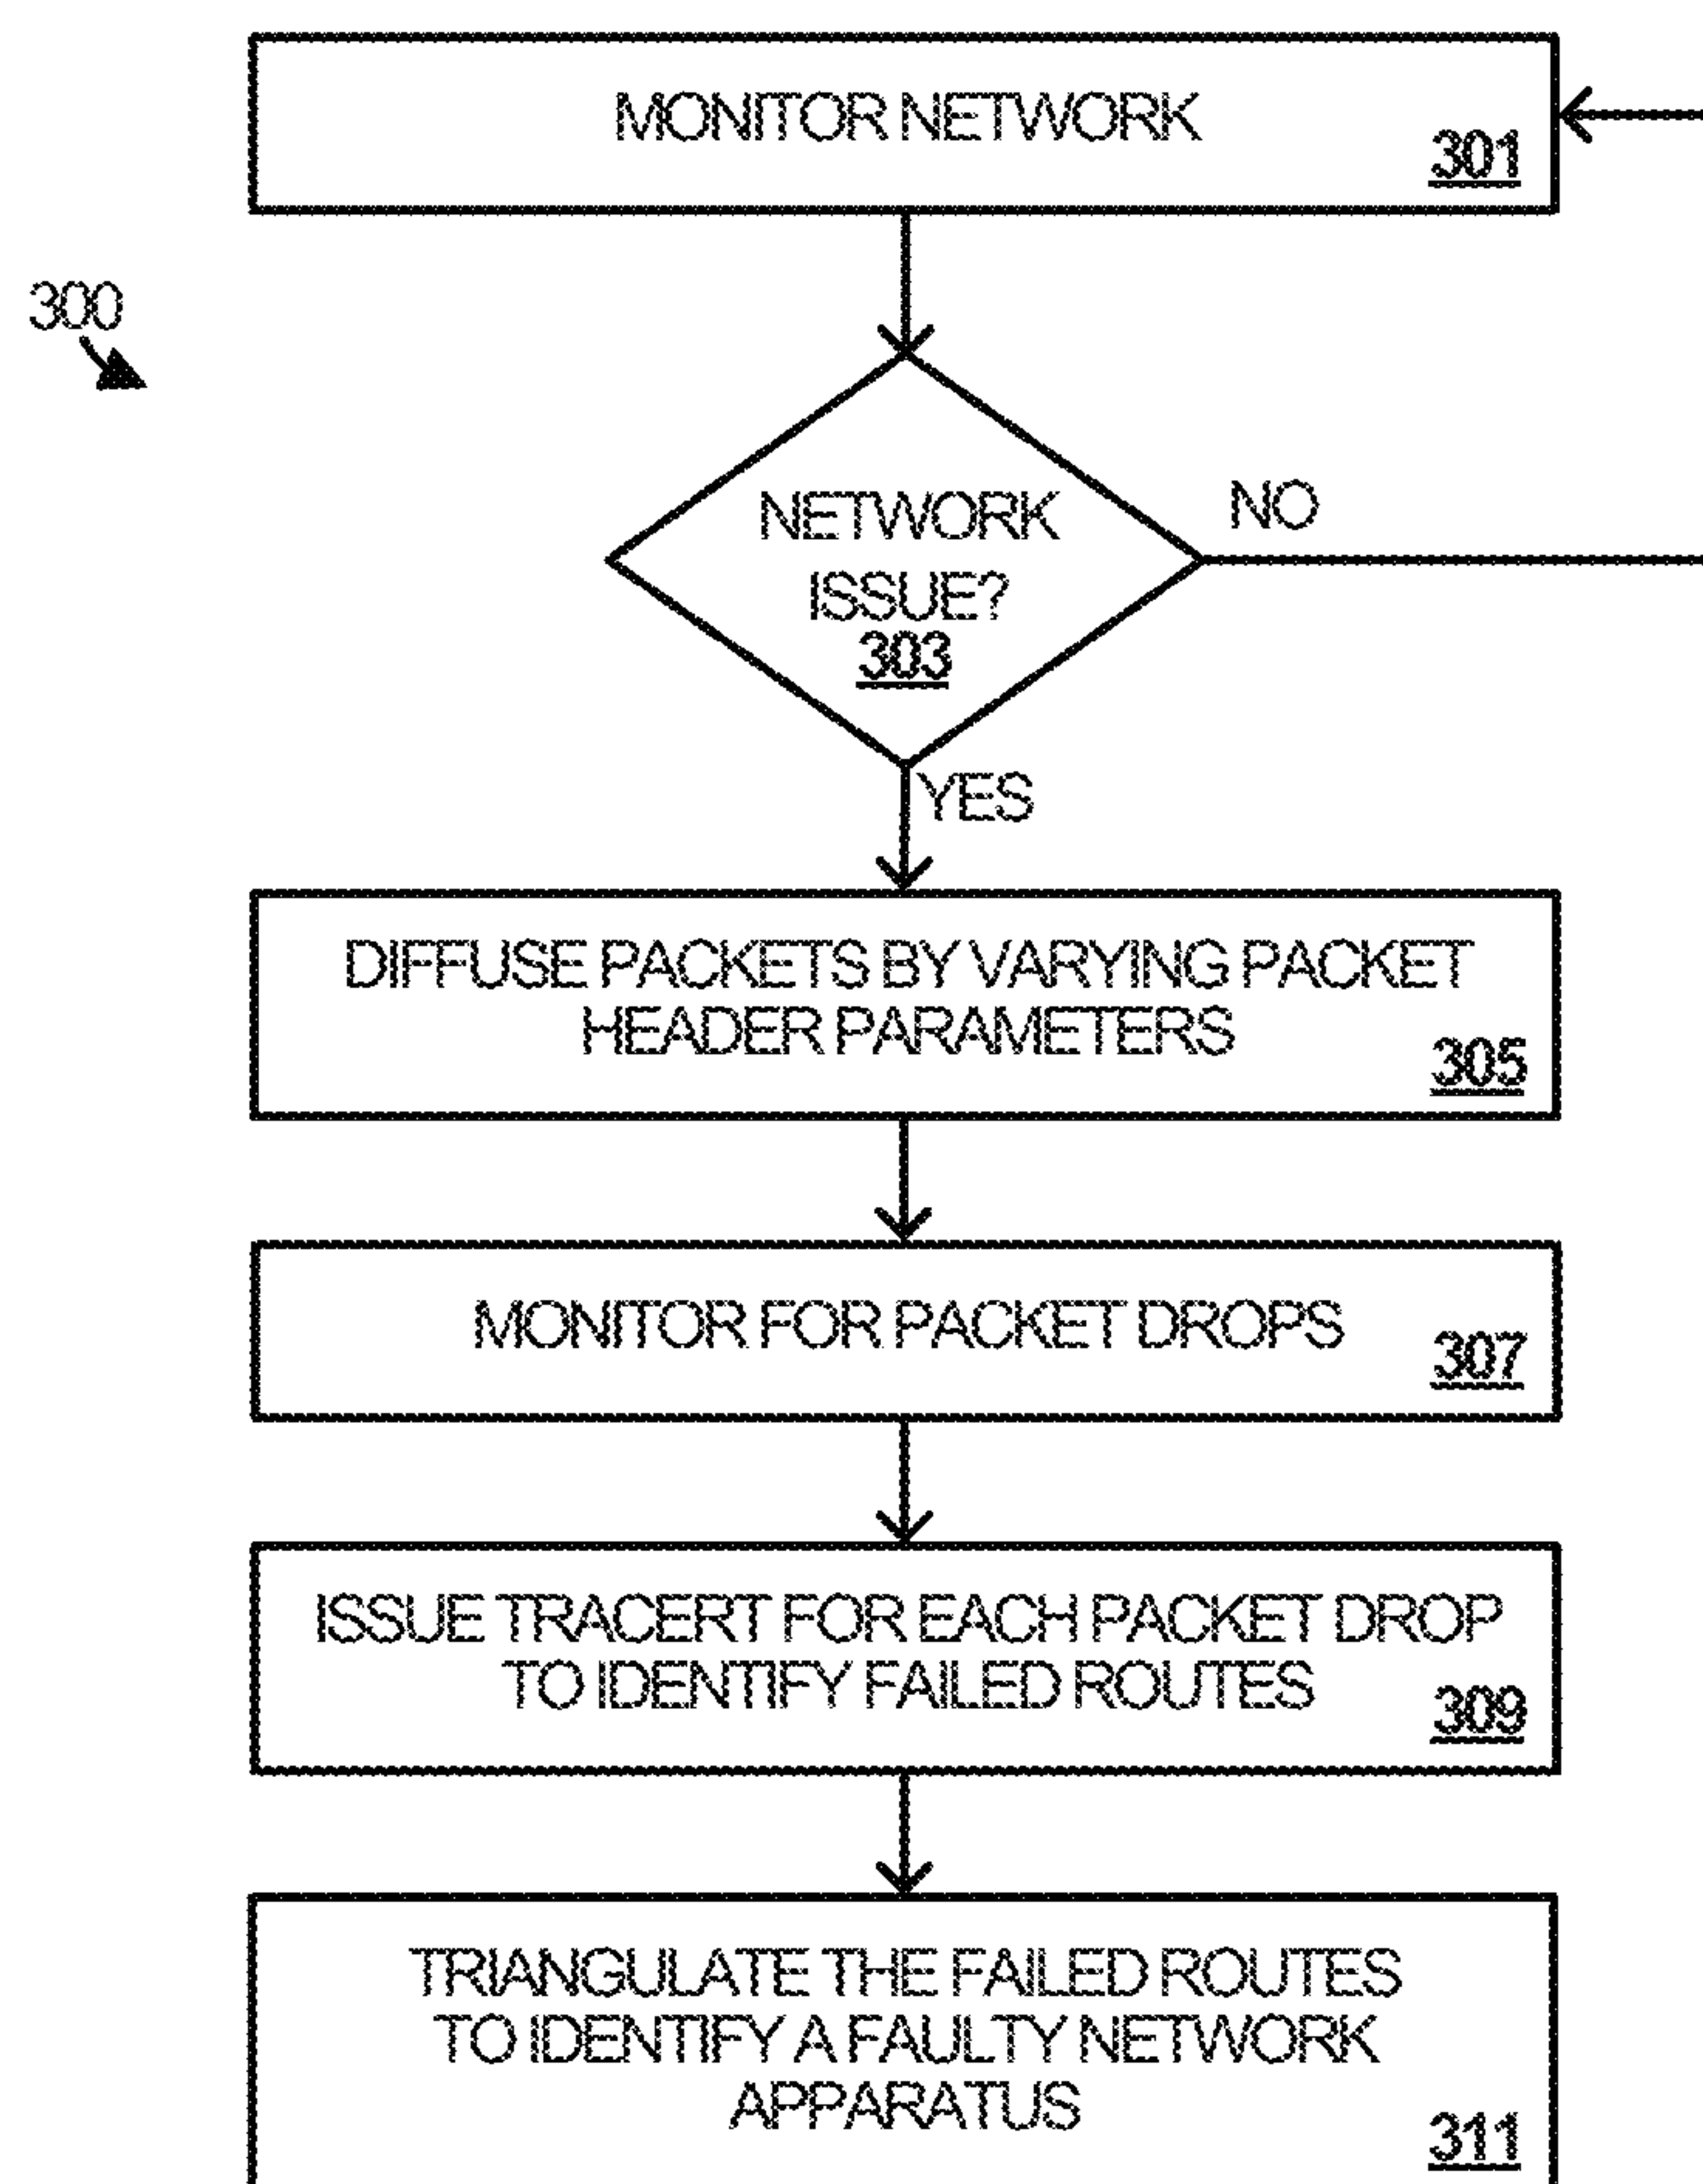 MONITOR NETWORK
301
300
NETWORK
ISSUE?
303
NO
YES
DIFFUSE PACKETS BY VARYING PACKET
HEADER PARAMETERS
305
MONITOR FOR PACKET DROPS
307
ISSUE TRACERT FOR EACH PACKET DROP
TO IDENTIFY FAILED ROUTES
309
TRIANGULATE THE FAILED ROUTES
TO IDENTIFY A FAULTY NETWORK
APPARATUS
311